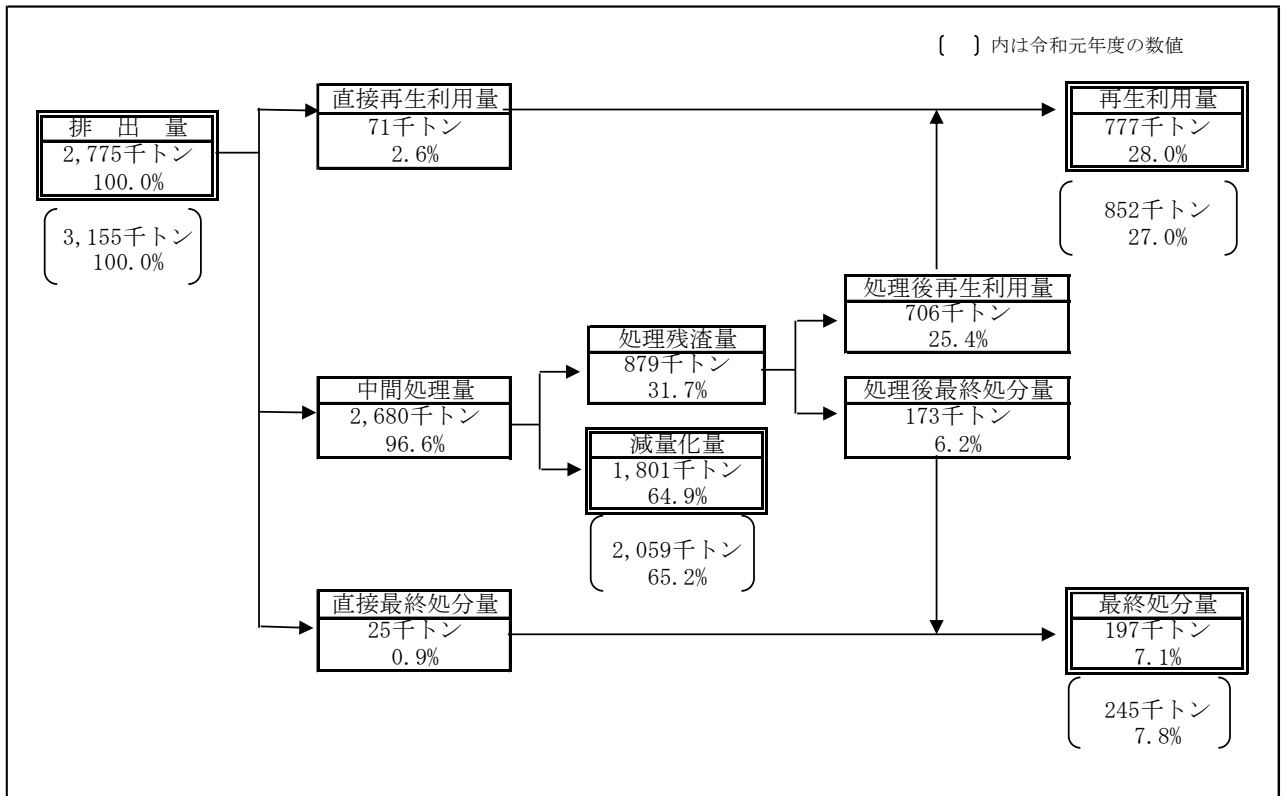 〔 〕内は令和元年度の数値
排 出 量
2,775千トン
100.0%
3,155千トン
100.0%
直接再生利用量
71千トン
2.6%
中間処理量
2,680千トン
96.6%
直接最終処分量
25千トン
0.9%
処理残渣量
879千トン
31.7%
減量化量
1,801千トン
64.9%
2,059千トン
65.2%
処理後再生利用量
706千トン
25.4%
処理後最終処分量
173千トン
6.2%
再生利用量
777千トン
28.0%
852千トン
27.0%
最終処分量
197千トン
7.1%
245千トン
7.8%